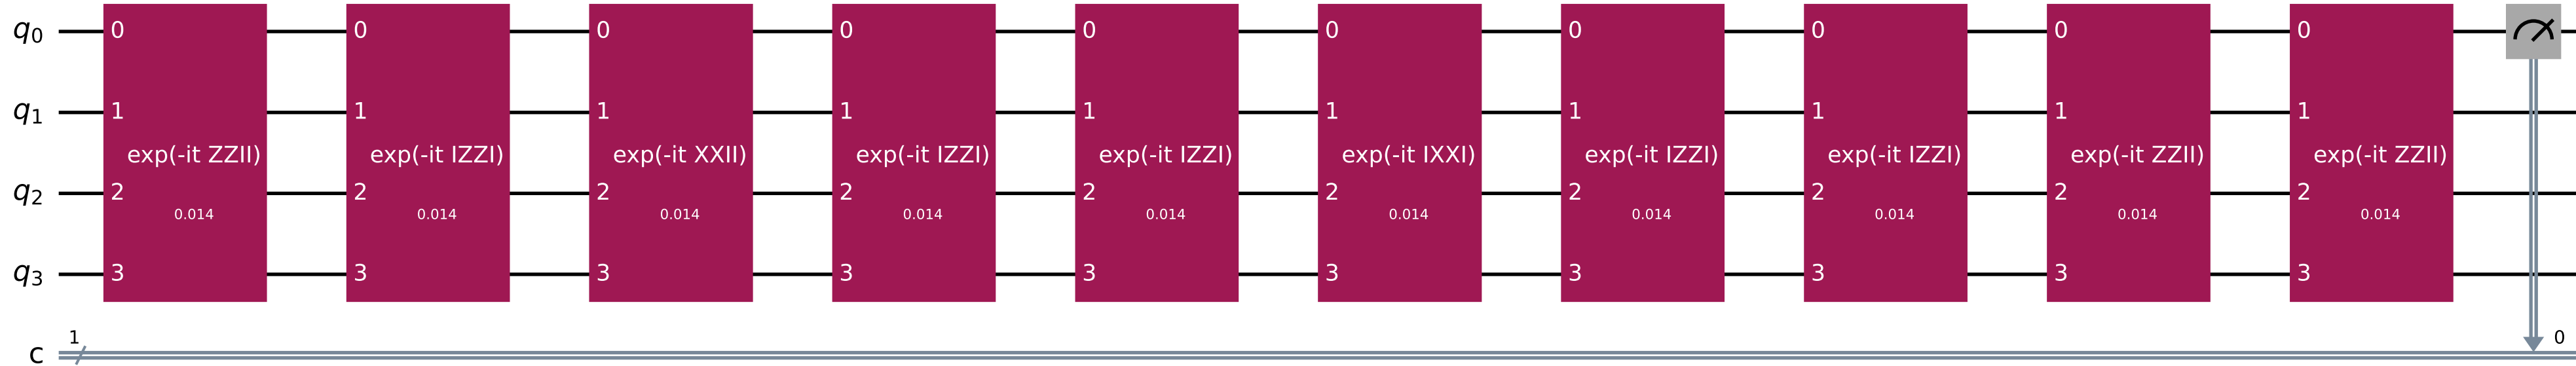 q0 0 0 0 0 0 0 0 0 0 0
q1 1 1 1 1 1 1 1 1 1 1
exp(-it ZZII) exp(-it IZZI) exp(-it XXII) exp(-it IZZI) exp(-it IZZI) exp(-it IXXI) exp(-it IZZI) exp(-it IZZI) exp(-it ZZII) exp(-it ZZII)
q2 2 2 2 2 2 2 2 2 2 2
0.014 0.014 0.014 0.014 0.014 0.014 0.014 0.014 0.014 0.014
q3 3 3 3 3 3 3 3 3 3 3
1 0
c